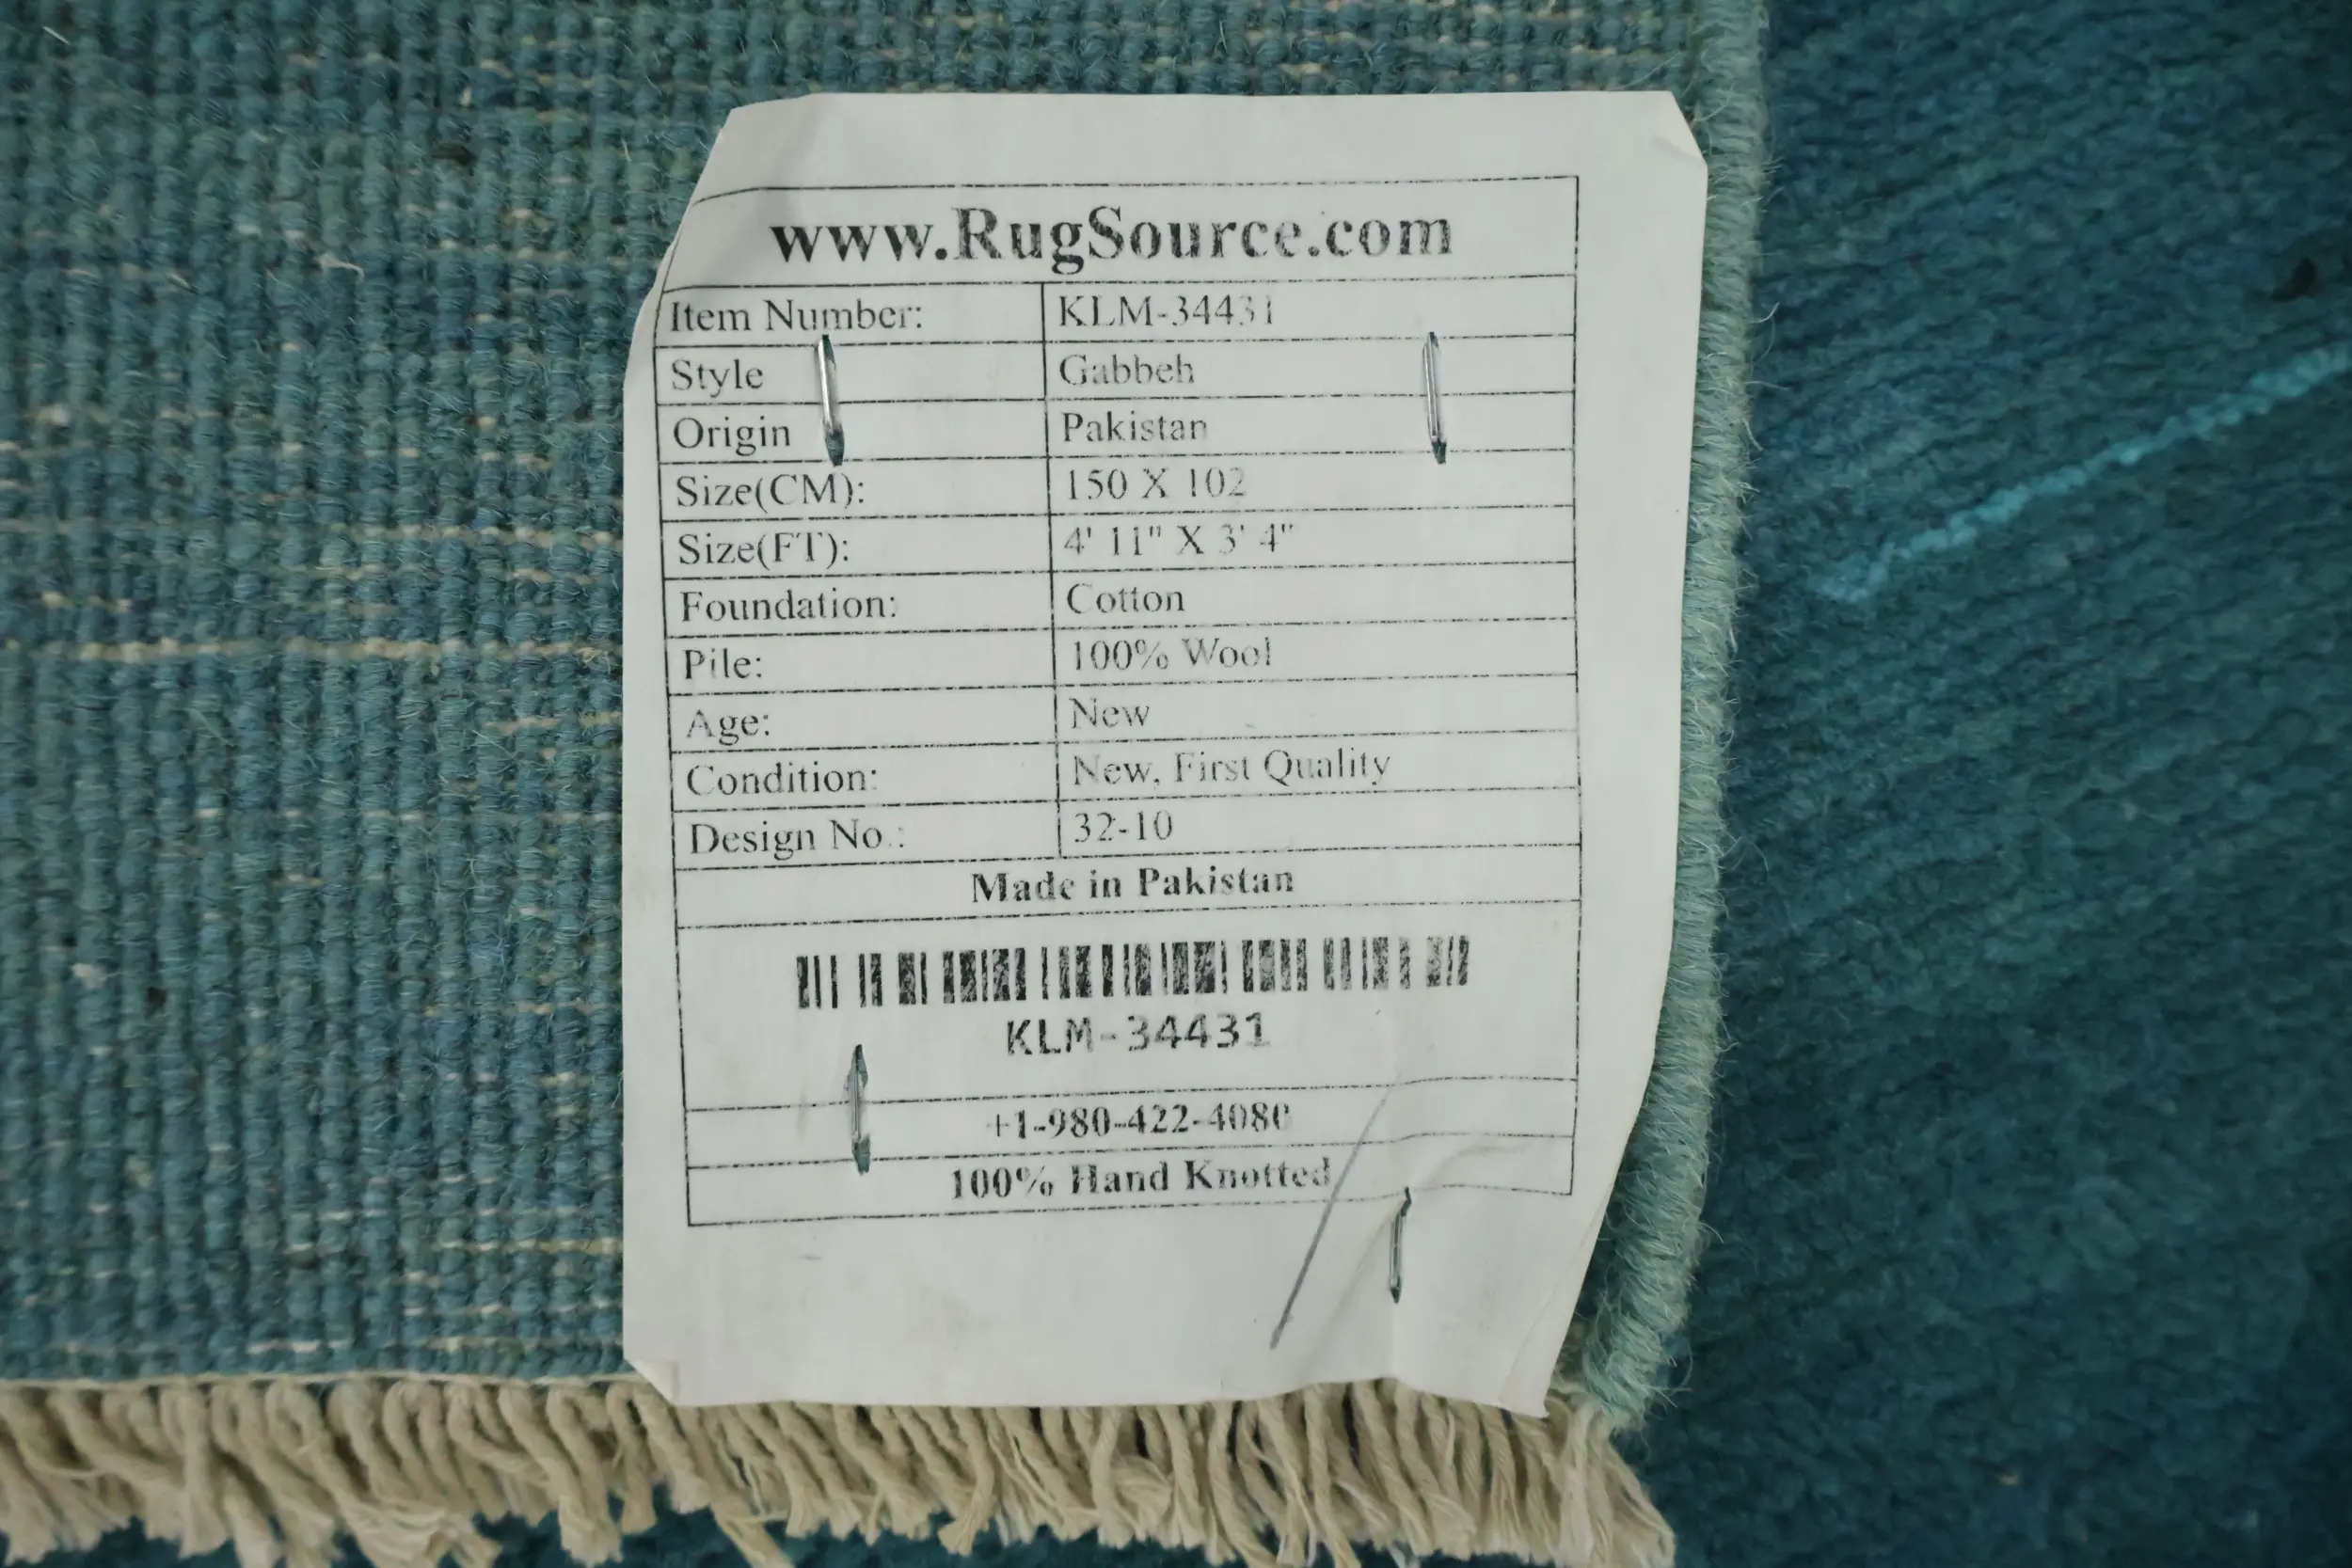 www.RugSource.com
Item Number: KLM-34431
Style Gabbeh
Origin Pakistan
Size(CM): 150 X 102
Size(FT): 4' 11" X 3' 4"
Foundation: Cotton
Pile: 100% Wool
Age: New
Condition: New, First Quality
Design No.: 32-10
Made in Pakistan
KLM-34431
+1-980-422-4080
100% Hand Knotted